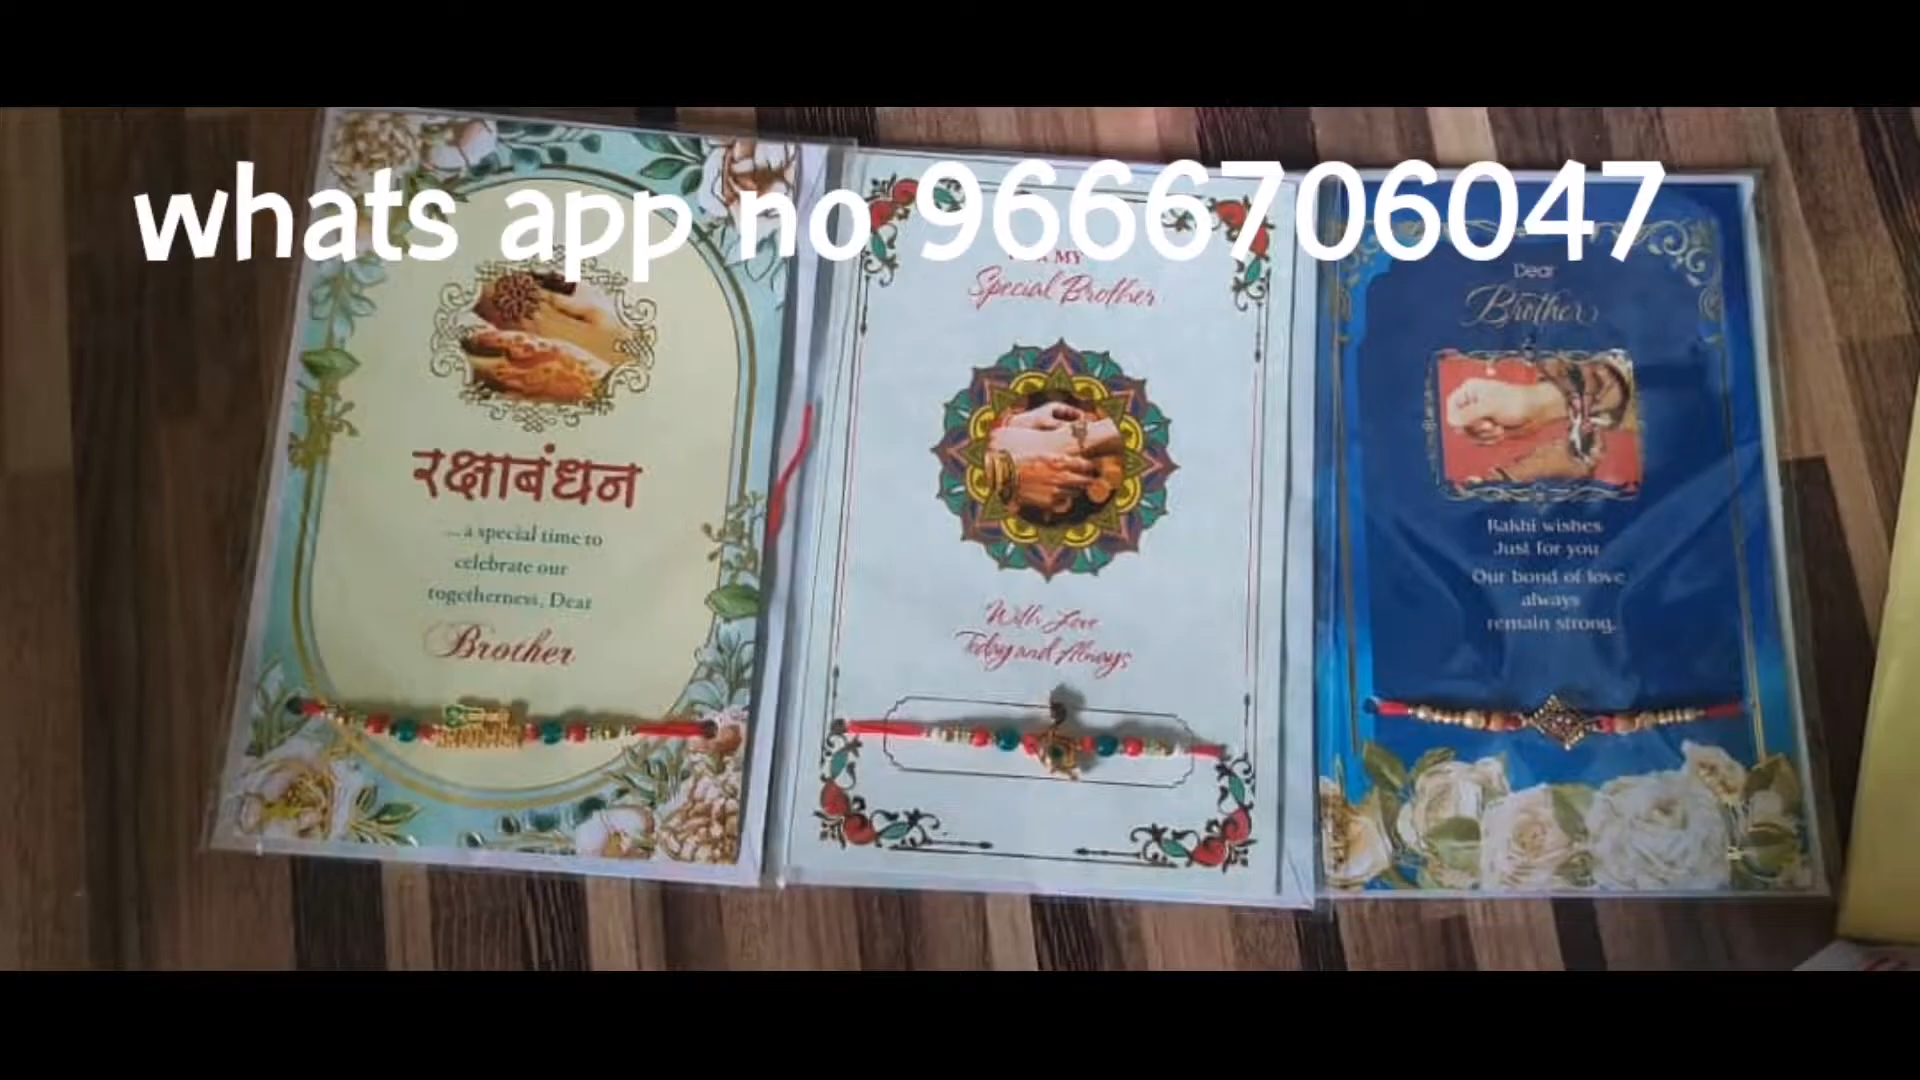 whats app no 9666706047
रक्षाबंधन
...a special time to
celebrate our
togetherness, Dear
Brother
MY
Special Brother
With Love
Today and Always
Dear
Brother
Rakhi wishes
Just for you
Our bond of love
always
remain strong.